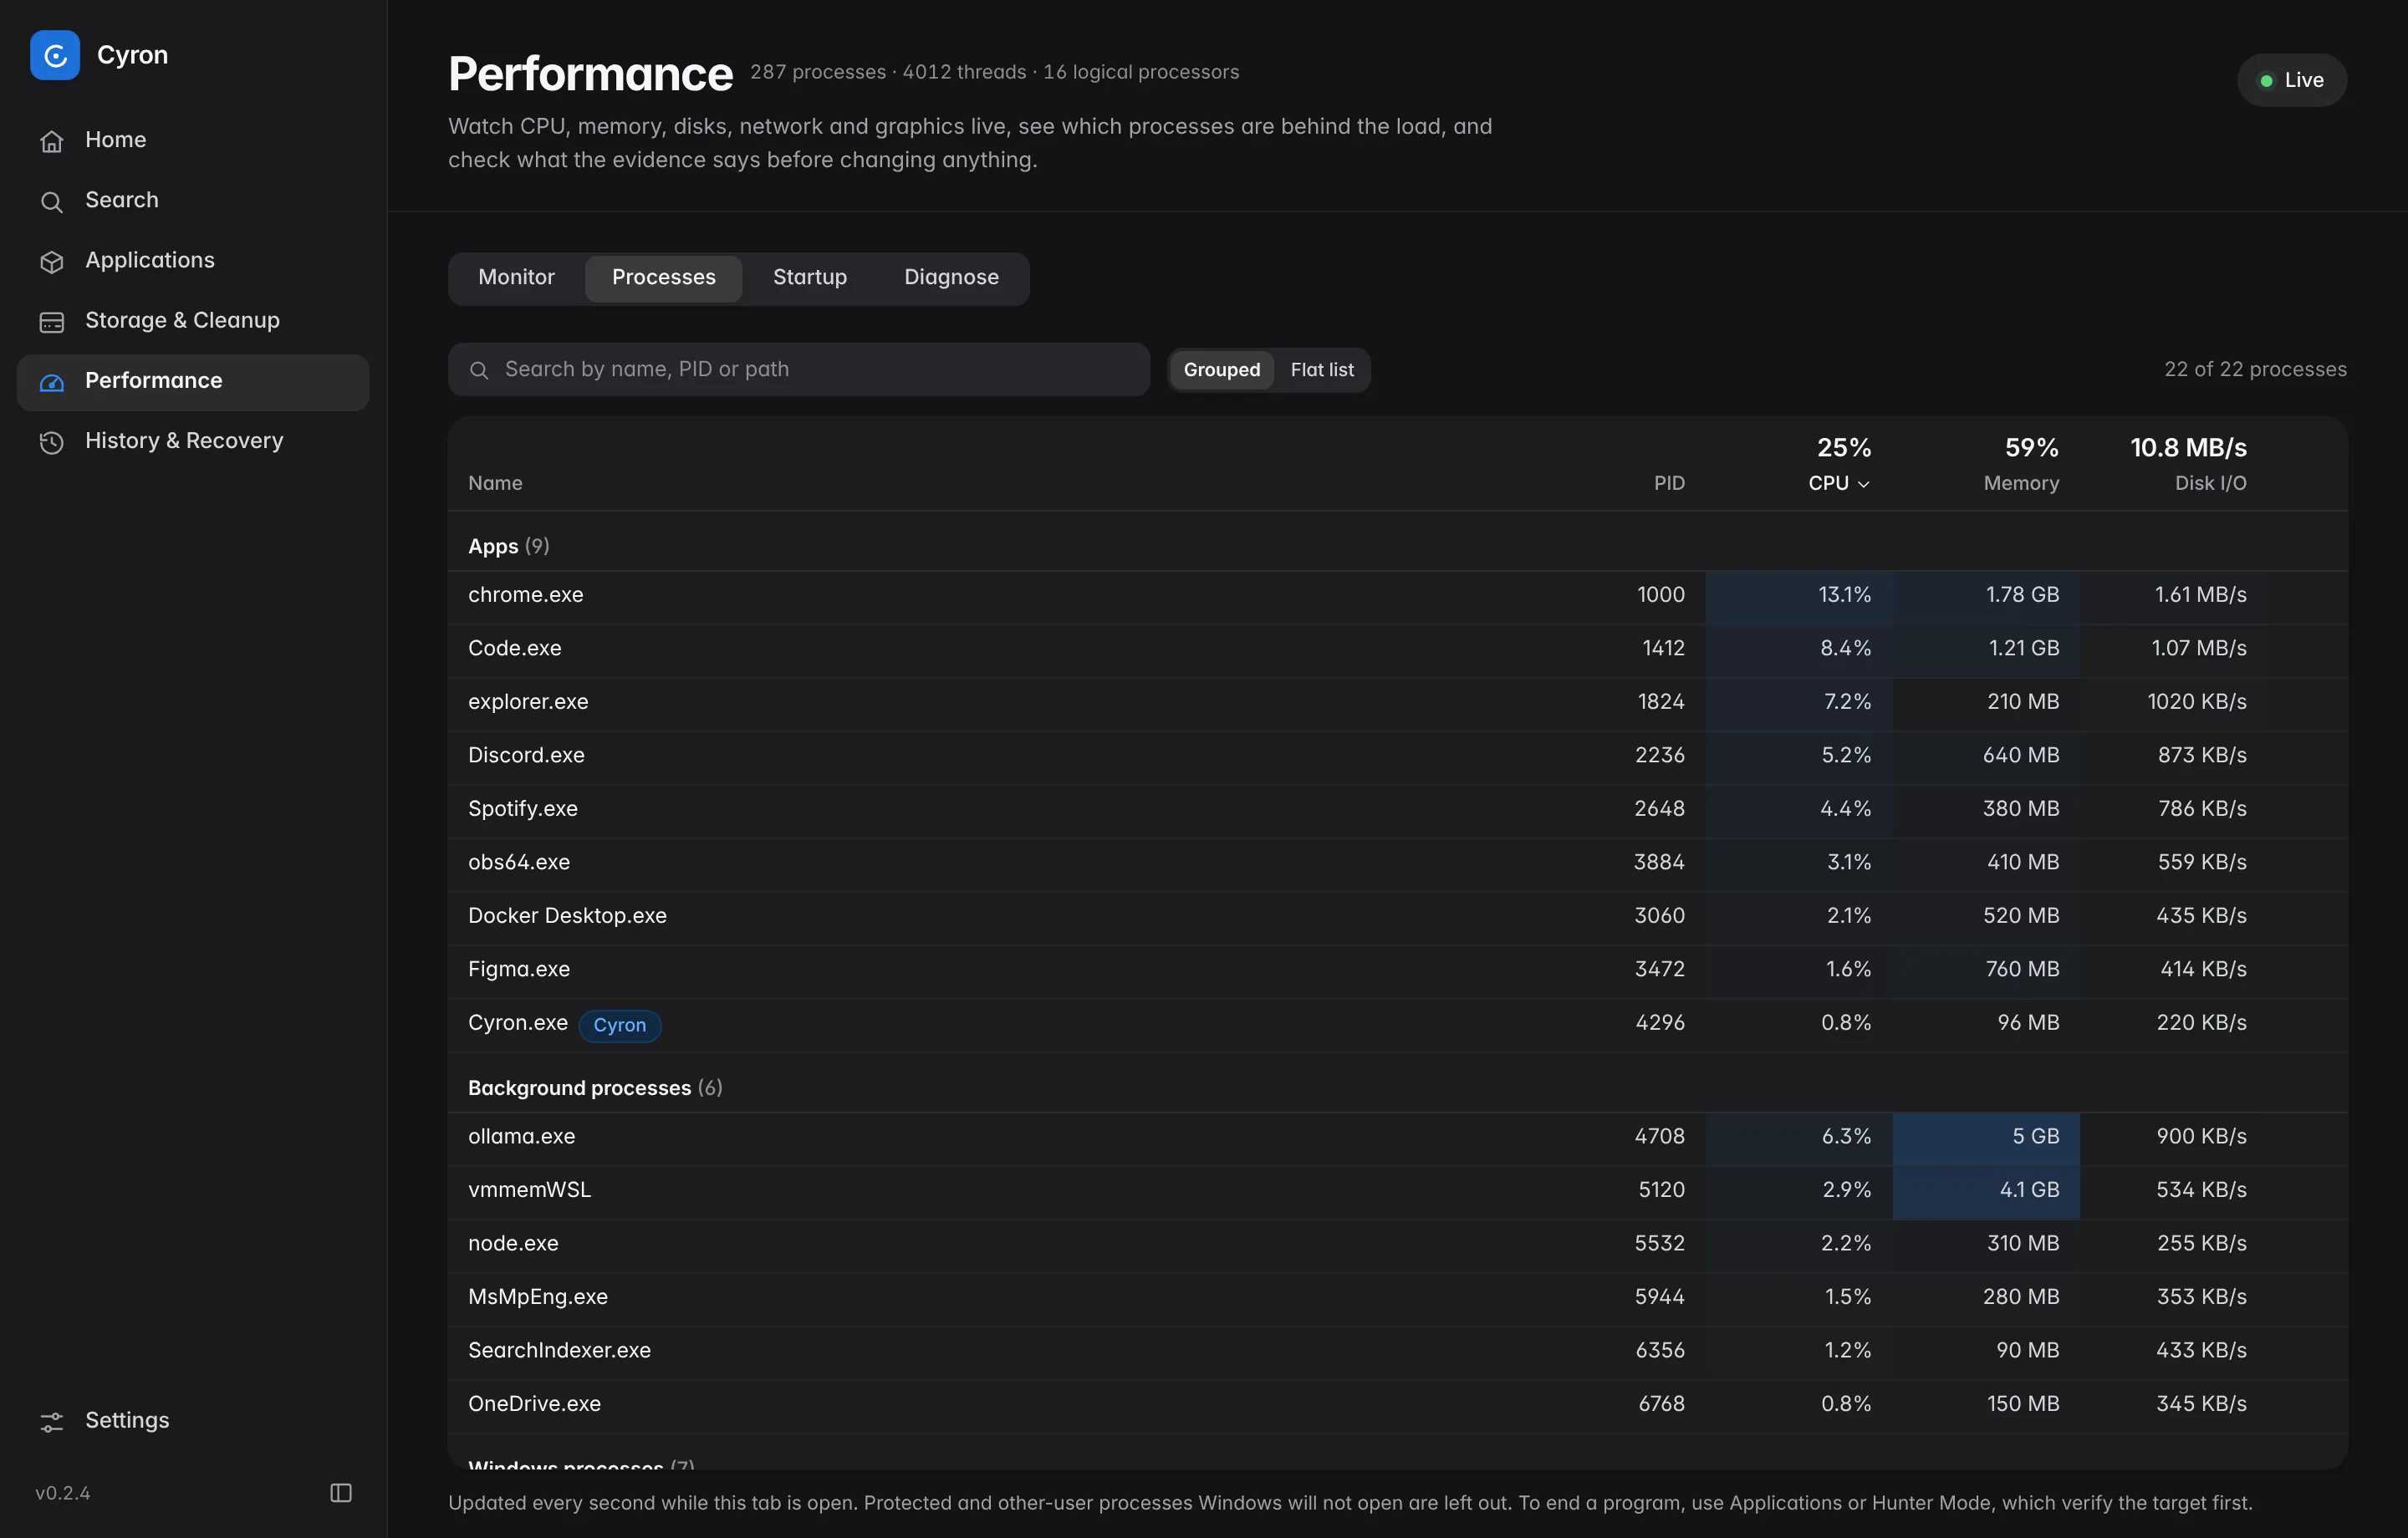 Cyron
Home
Search
Applications
Storage & Cleanup
Performance
History & Recovery
Settings
v0.2.4
Performance 287 processes · 4012 threads · 16 logical processors
Live
Watch CPU, memory, disks, network and graphics live, see which processes are behind the load, and
check what the evidence says before changing anything.
Monitor Processes Startup Diagnose
Search by name, PID or path Grouped Flat list 22 of 22 processes
25% 59% 10.8 MB/s
Name PID CPU Memory Disk I/O
Apps (9)
chrome.exe 1000 13.1% 1.78 GB 1.61 MB/s
Code.exe 1412 8.4% 1.21 GB 1.07 MB/s
explorer.exe 1824 7.2% 210 MB 1020 KB/s
Discord.exe 2236 5.2% 640 MB 873 KB/s
Spotify.exe 2648 4.4% 380 MB 786 KB/s
obs64.exe 3884 3.1% 410 MB 559 KB/s
Docker Desktop.exe 3060 2.1% 520 MB 435 KB/s
Figma.exe 3472 1.6% 760 MB 414 KB/s
Cyron.exe Cyron 4296 0.8% 96 MB 220 KB/s
Background processes (6)
ollama.exe 4708 6.3% 5 GB 900 KB/s
vmmemWSL 5120 2.9% 4.1 GB 534 KB/s
node.exe 5532 2.2% 310 MB 255 KB/s
MsMpEng.exe 5944 1.5% 280 MB 353 KB/s
SearchIndexer.exe 6356 1.2% 90 MB 433 KB/s
OneDrive.exe 6768 0.8% 150 MB 345 KB/s
Windows processes (7)
Updated every second while this tab is open. Protected and other-user processes Windows will not open are left out. To end a program, use Applications or Hunter Mode, which verify the target first.